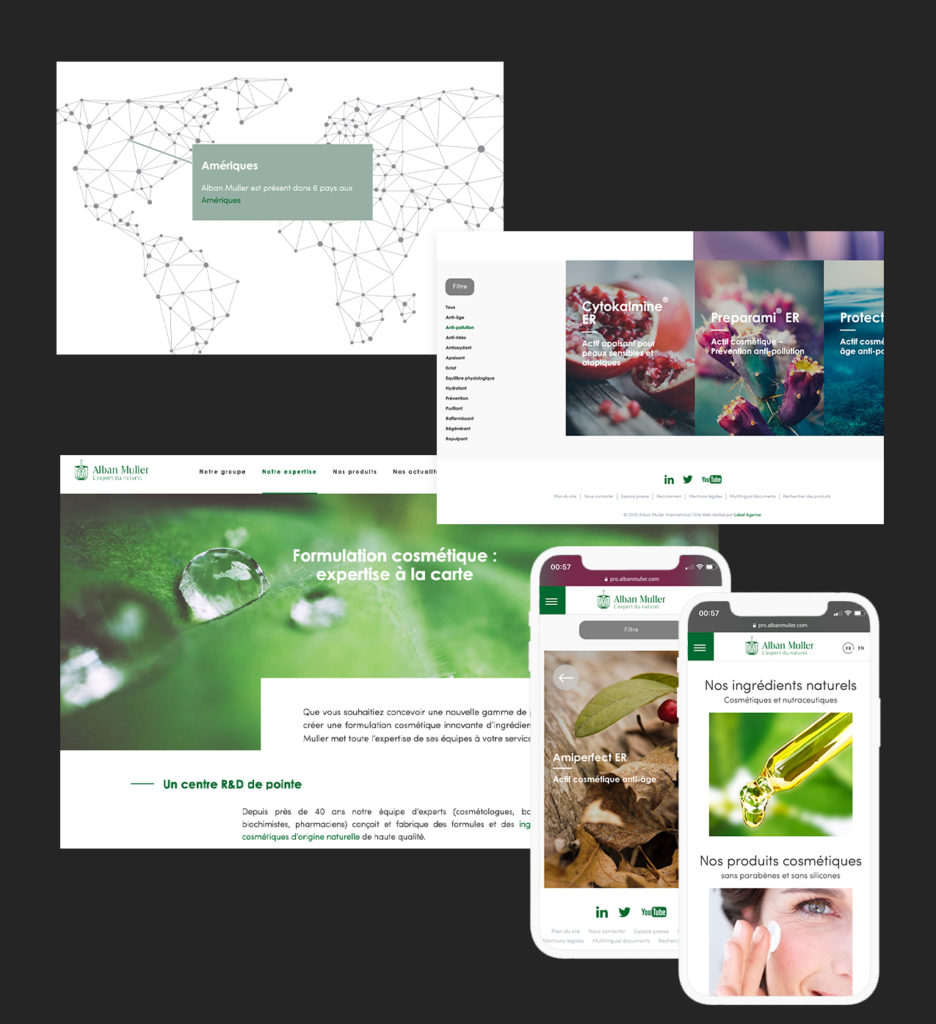 Amériques
Alban Muller est présent dans 6 pays aux
Amériques
Filtre
Tous
Anti-âge
Anti-pollution
Anti-rides
Antioxydant
Apaisant
Eclat
Equilibre physiologique
Hydratant
Prévention
Purifiant
Raffermissant
Régénérant
Repulpant
Cytokalmine®
ER
Actif apaisant pour
peaux sensibles et
atopiques
Preparami® ER
Actif cosmétique –
Prévention anti-pollution
Protect
Actif cosmé
âge anti-po
in
You Tube
Plan du site | Nous contacter | Espace presse | Recrutement | Mentions légales | Multilingual documents | Rechercher des produits
Alban Muller International | Site Web réalisé par Label Agence
Alban Muller
L'expert du naturel
Notre groupe
Notre expertise
Nos produits
Nos actualit
Formulation cosmétique :
expertise à la carte
Que vous souhaitiez concevoir une nouvelle gamme de p
créer une formulation cosmétique innovante d'ingrédien
Muller met toute l'expertise de ses équipes à votre service
Un centre R&D de pointe
Depuis près de 40 ans notre équipe d'experts (cosmétologues, bo
biochimistes, pharmaciens) conçoit et fabrique des formules et des ing
cosmétiques d'origine naturelle de haute qualité.
00:57
pro.albanmuller.com
Alban Muller
L'expert du naturel
Filtre
Amiperfect ER
Actif cosmétique anti-âge
in
You Tube
Plan du site Nous contacter Espace presse
Mentions légales Multilingual documents Recherc
00:57
pro.albanmuller.com
Alban Muller
L'expert du naturel
FR EN
Nos ingrédients naturels
Cosmétiques et nutraceutiques
Nos produits cosmétiques
sans parabènes et sans silicones